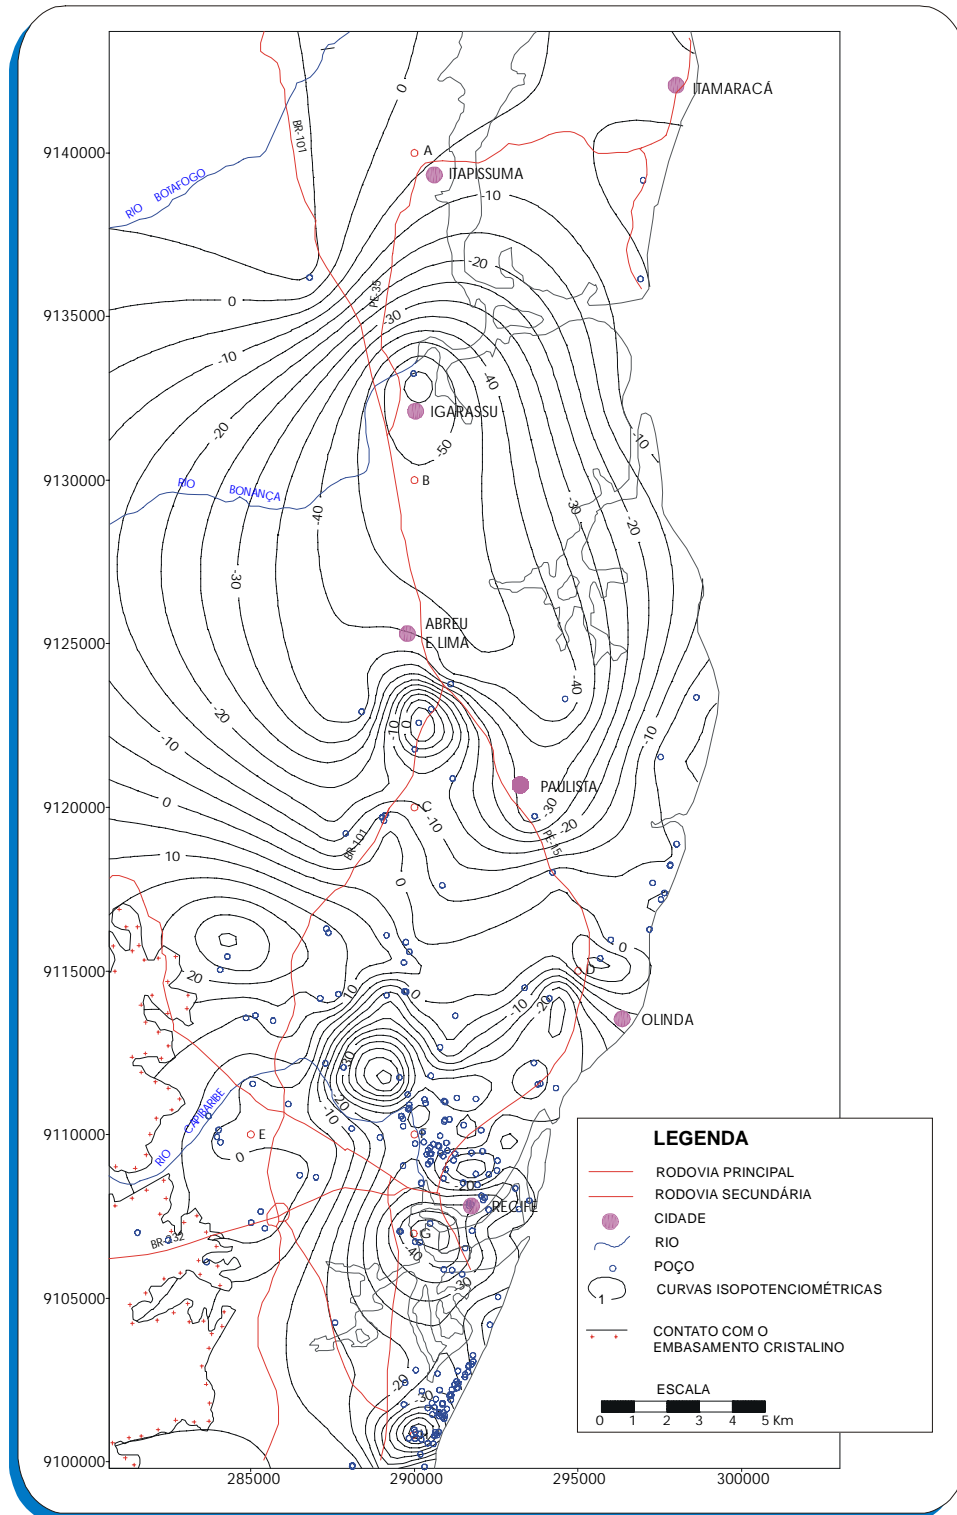 ITAMARACÁ
0
BR-101
9140000
A
ITAPISSUMA
RIO BOTAFOGO
-10
-20
PE-35
0
9135000
-30
-10
-40
-20
IGARASSU
-10
-50
9130000
B
RIO BONANÇA
-40
-30
-20
-30
ABREU
E LIMA
9125000
-40
-20
-10
0
-10
-10
PAULISTA
0
9120000
C
-30
-10
-20
BR-101
PE-15
10
0
0
9115000
D
20
10
0
-10
-20
OLINDA
-30
-20
RIO CAPIBARIBE
-10
9110000
E
F
0
-20
RECIFE
BR-232
G
-40
0
-30
9105000
-20
-30
H
9100000
285000
290000
295000
300000
LEGENDA
RODOVIA PRINCIPAL
RODOVIA SECUNDÁRIA
CIDADE
RIO
POÇO
1
CURVAS ISOPOTENCIOMÉTRICAS
CONTATO COM O
EMBASAMENTO CRISTALINO
ESCALA
0 1 2 3 4 5 Km